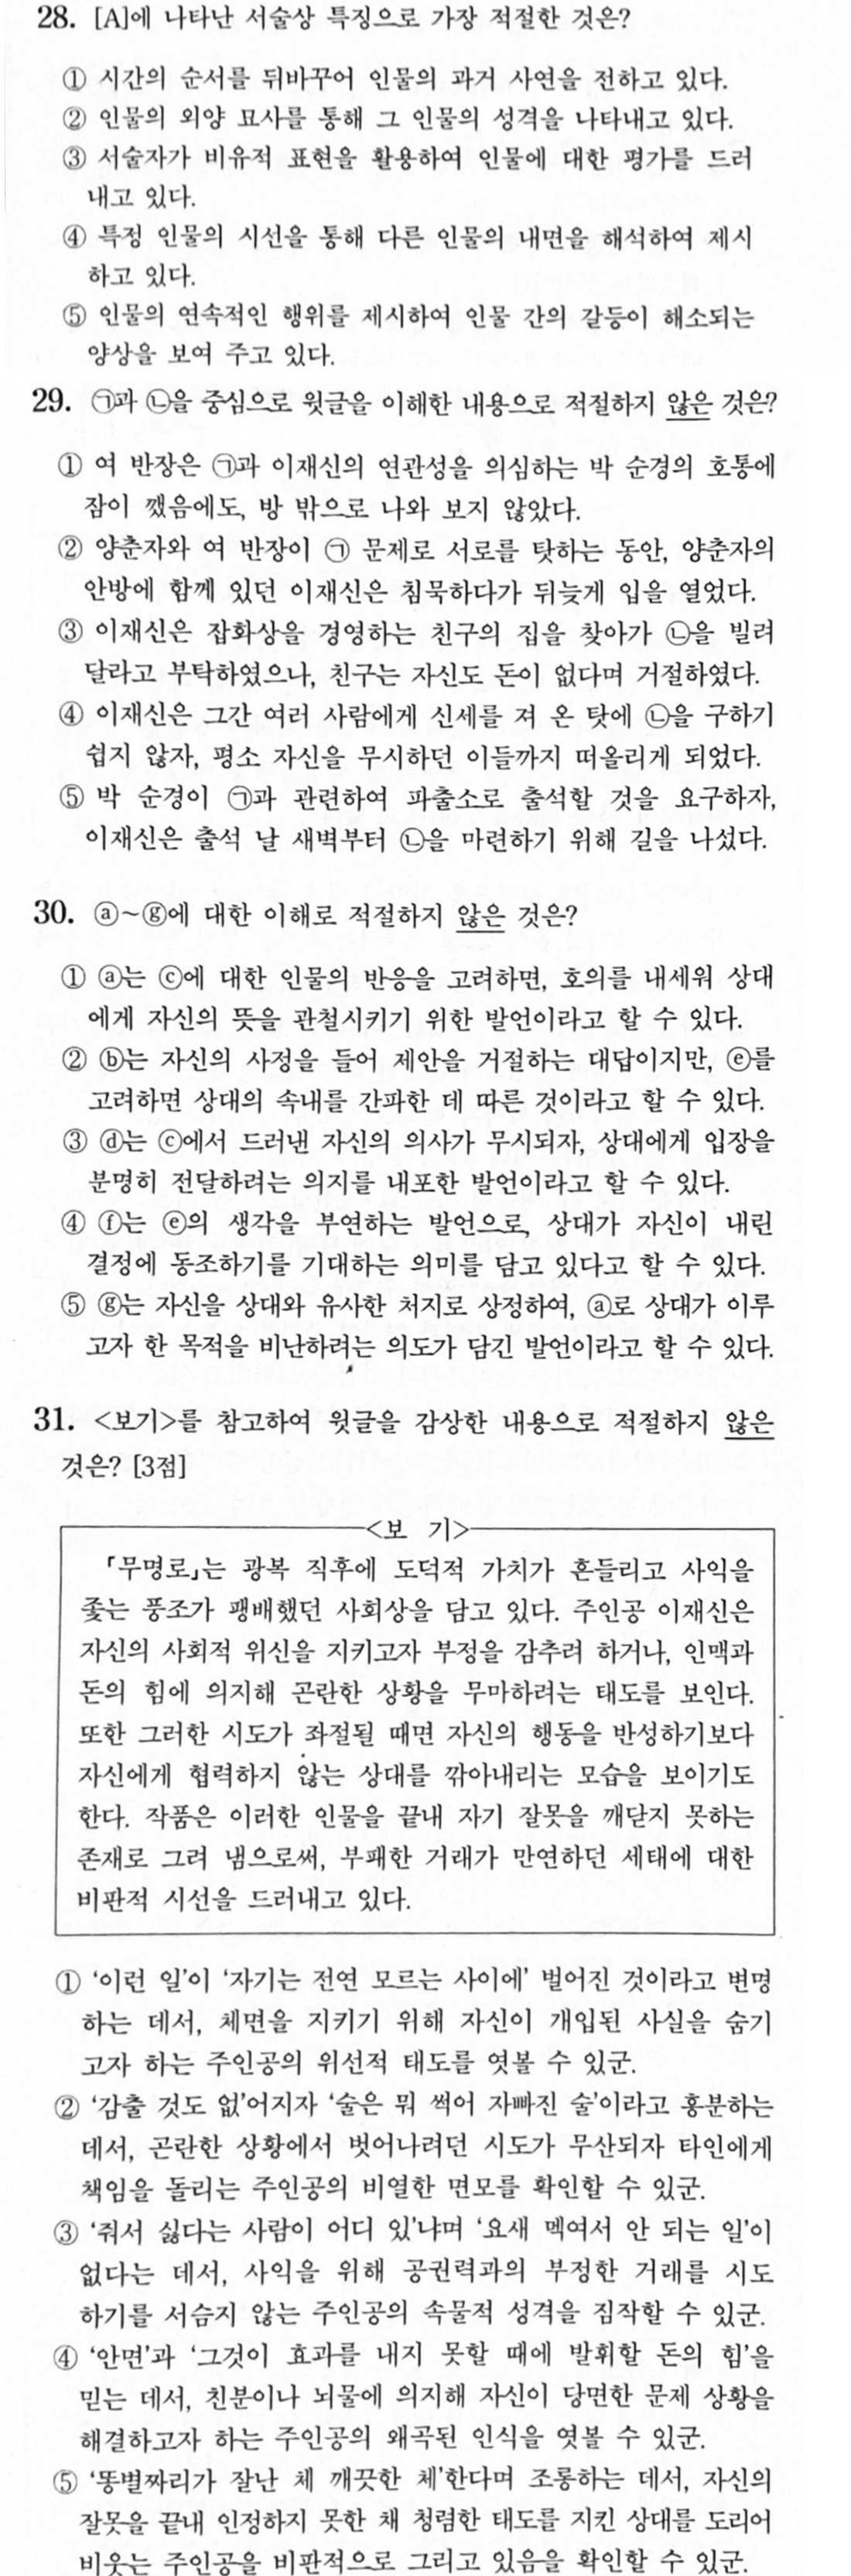 28. [A]에 나타난 서술상 특징으로 가장 적절한 것은?
① 시간의 순서를 뒤바꾸어 인물의 과거 사연을 전하고 있다.
② 인물의 외양 묘사를 통해 그 인물의 성격을 나타내고 있다.
③ 서술자가 비유적 표현을 활용하여 인물에 대한 평가를 드러
내고 있다.
④ 특정 인물의 시선을 통해 다른 인물의 내면을 해석하여 제시
하고 있다.
⑤ 인물의 연속적인 행위를 제시하여 인물 간의 갈등이 해소되는
양상을 보여 주고 있다.
29. ㉠과 ㉡을 중심으로 윗글을 이해한 내용으로 적절하지 않은 것은?
① 여 반장은 ㉠과 이재신의 연관성을 의심하는 박 순경의 호통에
잠이 깼음에도, 방 밖으로 나와 보지 않았다.
② 양춘자와 여 반장이 ㉠ 문제로 서로를 탓하는 동안, 양춘자의
안방에 함께 있던 이재신은 침묵하다가 뒤늦게 입을 열었다.
③ 이재신은 잡화상을 경영하는 친구의 집을 찾아가 ㉡을 빌려
달라고 부탁하였으나, 친구는 자신도 돈이 없다며 거절하였다.
④ 이재신은 그간 여러 사람에게 신세를 져 온 탓에 ㉡을 구하기
쉽지 않자, 평소 자신을 무시하던 이들까지 떠올리게 되었다.
⑤ 박 순경이 ㉠과 관련하여 파출소로 출석할 것을 요구하자,
이재신은 출석 날 새벽부터 ㉡을 마련하기 위해 길을 나섰다.
30. ⓐ~ⓖ에 대한 이해로 적절하지 않은 것은?
① ⓐ는 ⓒ에 대한 인물의 반응을 고려하면, 호의를 내세워 상대
에게 자신의 뜻을 관철시키기 위한 발언이라고 할 수 있다.
② ⓑ는 자신의 사정을 들어 제안을 거절하는 대답이지만, ⓔ를
고려하면 상대의 속내를 간파한 데 따른 것이라고 할 수 있다.
③ ⓓ는 ⓒ에서 드러낸 자신의 의사가 무시되자, 상대에게 입장을
분명히 전달하려는 의지를 내포한 발언이라고 할 수 있다.
④ ⓕ는 ⓔ의 생각을 부연하는 발언으로, 상대가 자신이 내린
결정에 동조하기를 기대하는 의미를 담고 있다고 할 수 있다.
⑤ ⓖ는 자신을 상대와 유사한 처지로 상정하여, ⓐ로 상대가 이루
고자 한 목적을 비난하려는 의도가 담긴 발언이라고 할 수 있다.
31. <보기>를 참고하여 윗글을 감상한 내용으로 적절하지 않은
것은? [3점]
<보 기>
「무명로」는 광복 직후에 도덕적 가치가 흔들리고 사익을
좇는 풍조가 팽배했던 사회상을 담고 있다. 주인공 이재신은
자신의 사회적 위신을 지키고자 부정을 감추려 하거나, 인맥과
돈의 힘에 의지해 곤란한 상황을 무마하려는 태도를 보인다.
또한 그러한 시도가 좌절될 때면 자신의 행동을 반성하기보다
자신에게 협력하지 않는 상대를 깎아내리는 모습을 보이기도
한다. 작품은 이러한 인물을 끝내 자기 잘못을 깨닫지 못하는
존재로 그려 냄으로써, 부패한 거래가 만연하던 세태에 대한
비판적 시선을 드러내고 있다.
① ‘이런 일’이 ‘자기는 전연 모르는 사이에’ 벌어진 것이라고 변명
하는 데서, 체면을 지키기 위해 자신이 개입된 사실을 숨기
고자 하는 주인공의 위선적 태도를 엿볼 수 있군.
② ‘감출 것도 없’어지자 ‘술은 뭐 썩어 자빠진 술’이라고 흥분하는
데서, 곤란한 상황에서 벗어나려던 시도가 무산되자 타인에게
책임을 돌리는 주인공의 비열한 면모를 확인할 수 있군.
③ ‘줘서 싫다는 사람이 어디 있’냐며 ‘요새 멕여서 안 되는 일’이
없다는 데서, 사익을 위해 공권력과의 부정한 거래를 시도
하기를 서슴지 않는 주인공의 속물적 성격을 짐작할 수 있군.
④ ‘안면’과 ‘그것이 효과를 내지 못할 때에 발휘할 돈의 힘’을
믿는 데서, 친분이나 뇌물에 의지해 자신이 당면한 문제 상황을
해결하고자 하는 주인공의 왜곡된 인식을 엿볼 수 있군.
⑤ ‘똥별짜리가 잘난 체 깨끗한 체’한다며 조롱하는 데서, 자신의
잘못을 끝내 인정하지 못한 채 청렴한 태도를 지킨 상대를 도리어
비웃는 주인공을 비판적으로 그리고 있음을 확인할 수 있군.